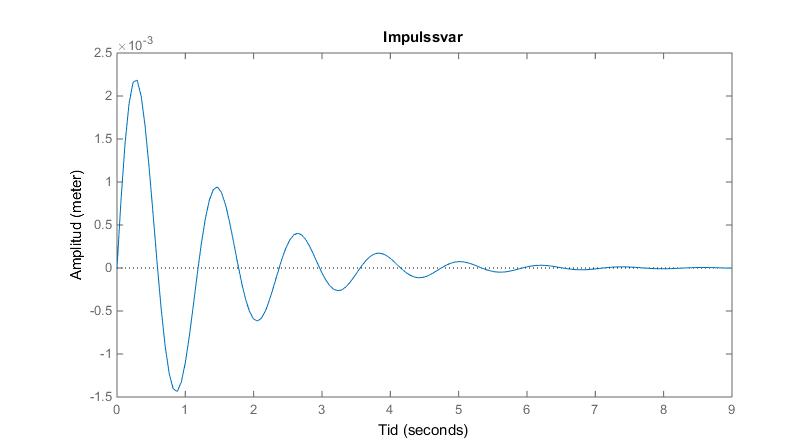 Impulssvar
×10-3
2.5
2
1.5
1
0.5
0
-0.5
-1
-1.5
Amplitud (meter)
0 1 2 3 4 5 6 7 8 9
Tid (seconds)